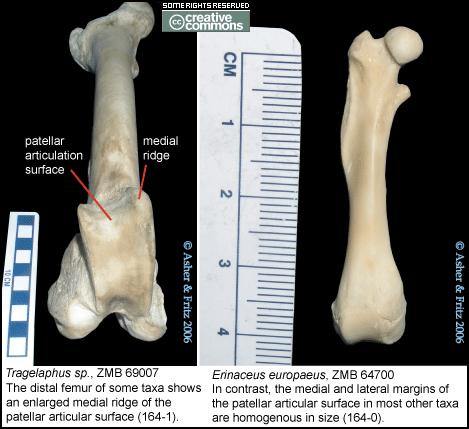 SOME RIGHTS RESERVED
cc creative
commons
CM
1
2
3
4
patellar
articulation
surface
medial
ridge
10 CM
© Asher & Fritz 2006
© Asher & Fritz 2006
Tragelaphus sp., ZMB 69007
The distal femur of some taxa shows
an enlarged medial ridge of the
patellar articular surface (164-1).
Erinaceus europaeus, ZMB 64700
In contrast, the medial and lateral margins of
the patellar articular surface in most other taxa
are homogenous in size (164-0).